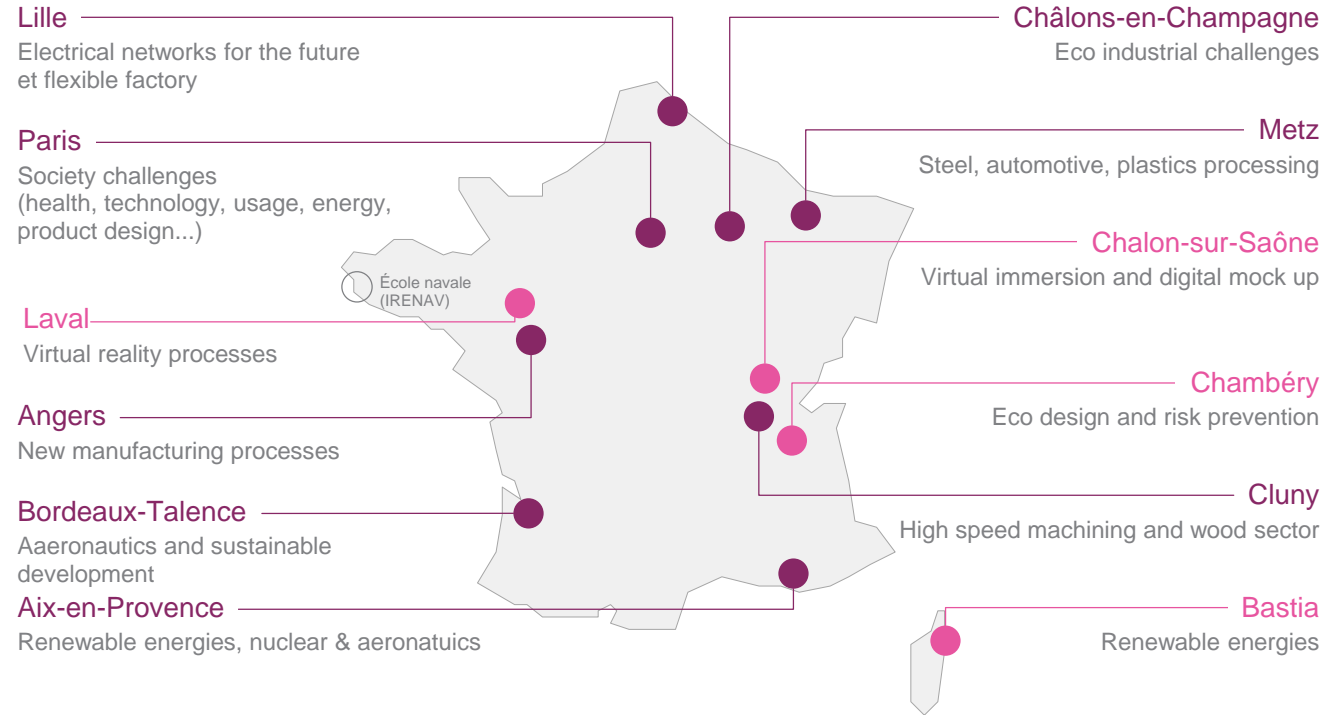 Lille
Electrical networks for the future
et flexible factory
Paris
Society challenges
(health, technology, usage, energy,
product design...)
École navale
(IRENAV)
Laval
Virtual reality processes
Angers
New manufacturing processes
Bordeaux-Talence
Aaeronautics and sustainable
development
Aix-en-Provence
Renewable energies, nuclear & aeronatuics
Châlons-en-Champagne
Eco industrial challenges
Metz
Steel, automotive, plastics processing
Chalon-sur-Saône
Virtual immersion and digital mock up
Chambéry
Eco design and risk prevention
Cluny
High speed machining and wood sector
Bastia
Renewable energies